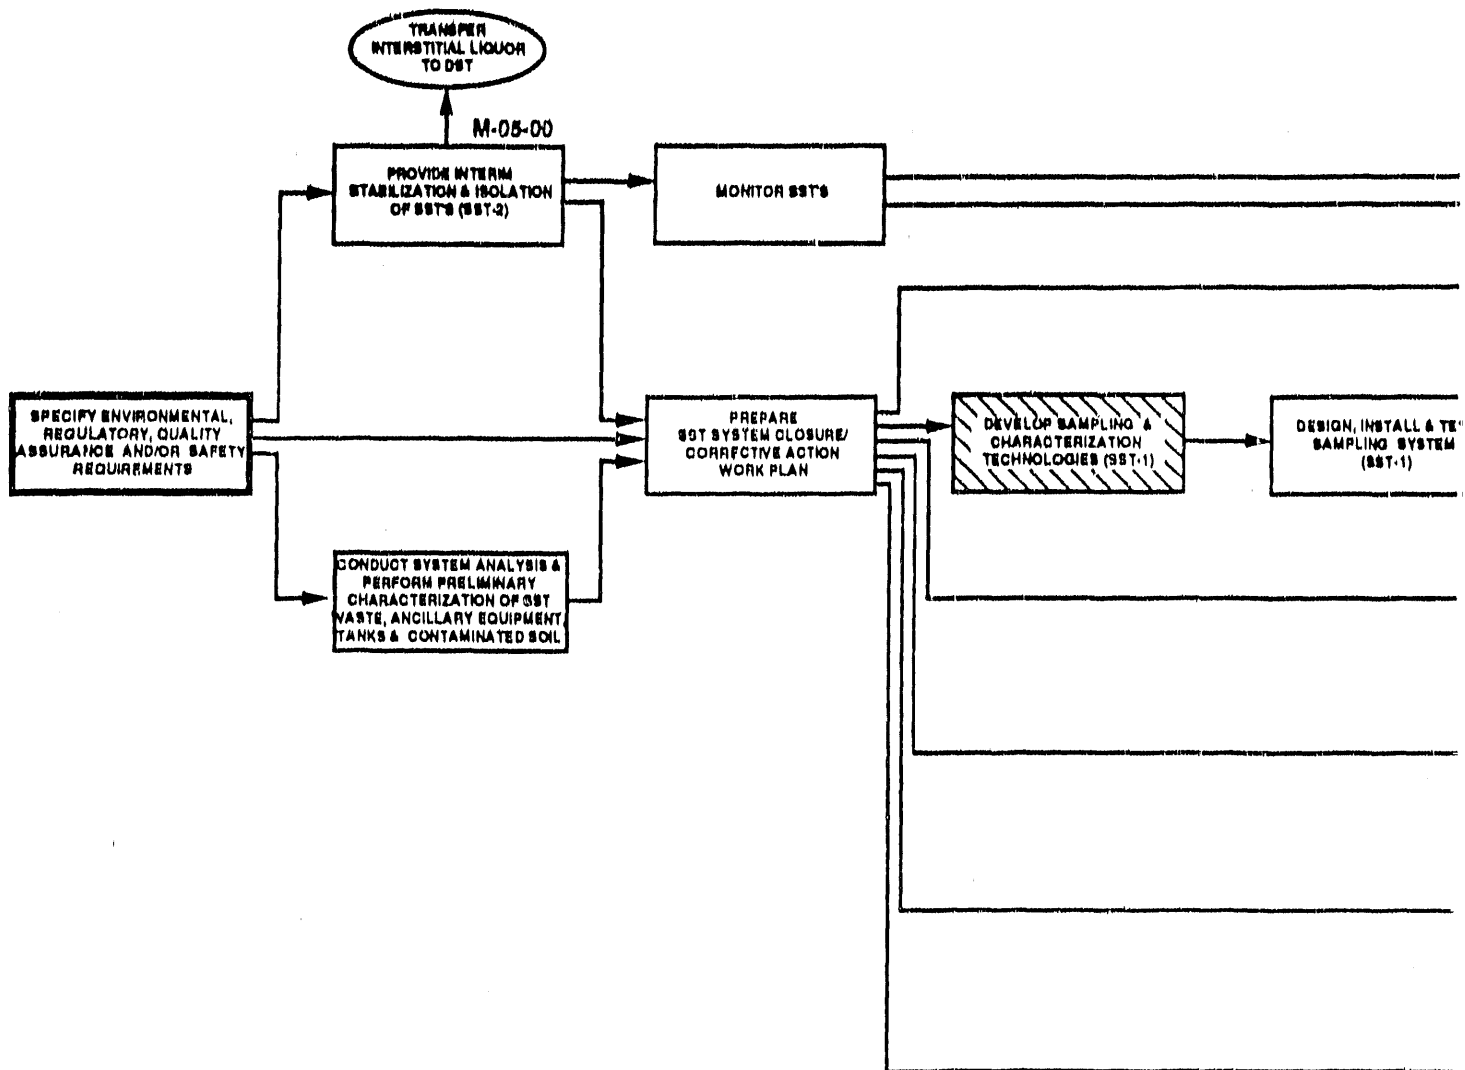 TRANSFER
INTERSTITIAL LIQUOR
TO DST
M-05-00
PROVIDE INTERIM
STABILIZATION & ISOLATION
OF SST'S (SST-2)
MONITOR SST'S
SPECIFY ENVIRONMENTAL,
REGULATORY, QUALITY
ASSURANCE AND/OR SAFETY
REQUIREMENTS
PREPARE
SST SYSTEM CLOSURE/
CORRECTIVE ACTION
WORK PLAN
DEVELOP SAMPLING &
CHARACTERIZATION
TECHNOLOGIES (SST-1)
DESIGN, INSTALL & TE
SAMPLING SYSTEM
(SST-1)
CONDUCT SYSTEM ANALYSIS &
PERFORM PRELIMINARY
CHARACTERIZATION OF SST
WASTE, ANCILLARY EQUIPMENT,
TANKS & CONTAMINATED SOIL